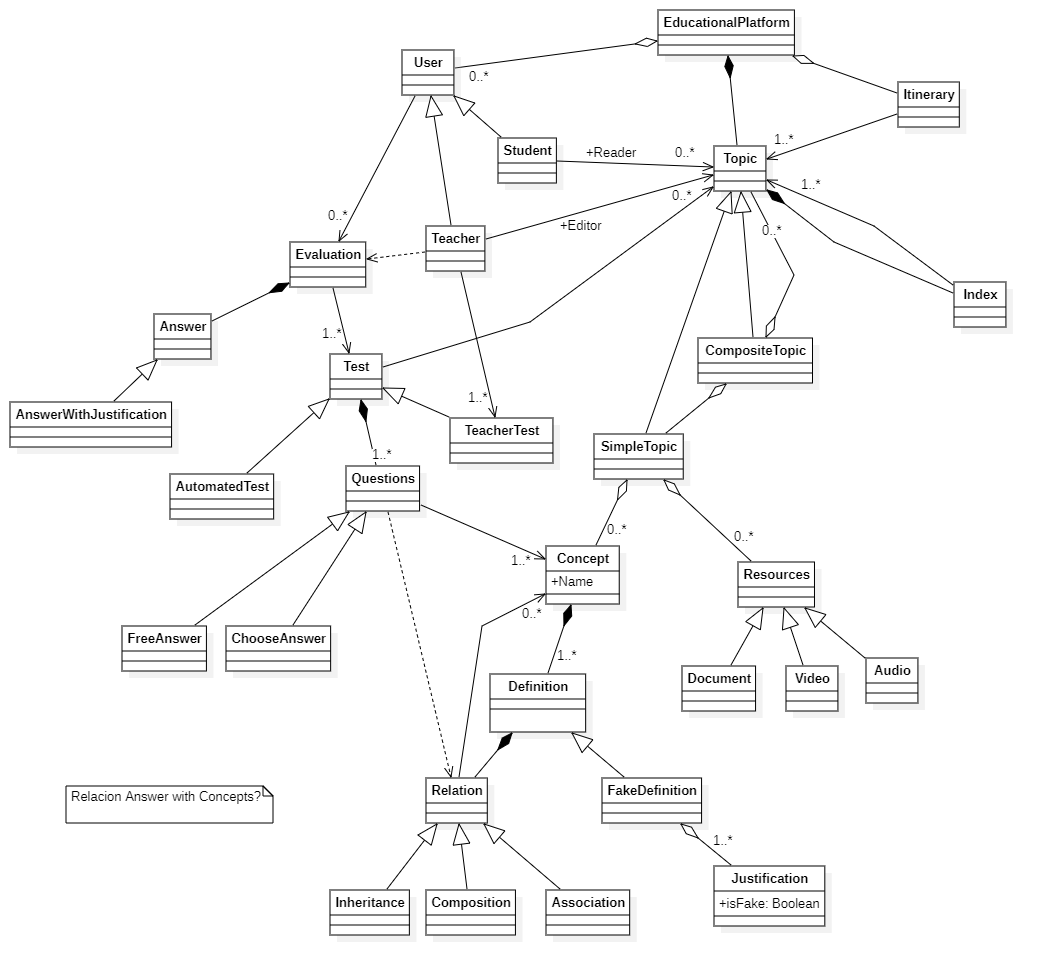 EducationalPlatform
User
0..*
Itinerary
1..*
Student
+Reader
0..*
Topic
1..*
0..*
0..*
+Editor
0..*
Teacher
Evaluation
Index
Answer
1..*
CompositeTopic
Test
1..*
AnswerWithJustification
TeacherTest
SimpleTopic
1..*
AutomatedTest
Questions
0..*
0..*
1..*
Concept
+Name
Resources
0..*
FreeAnswer
ChooseAnswer
1..*
Document
Video
Audio
Definition
Relacion Answer with Concepts?
Relation
FakeDefinition
1..*
Justification
+isFake: Boolean
Inheritance
Composition
Association